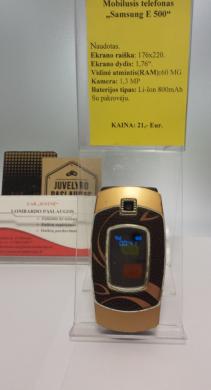 Mobilusis telefonas
„Samsung E 500“
Naudotas.
Ekrano raiška: 176x220.
Ekrano dydis: 1,76“.
Vidinė atmintis(RAM):60 MG
Kamera: 1,3 MP
Baterijos tipas: Li-Ion 800mAh
Su pakrovėju.
KAINA: 21,- Eur.
JUVELYRO
PASLAUGOS
LOMBARDO PASLAUGOS